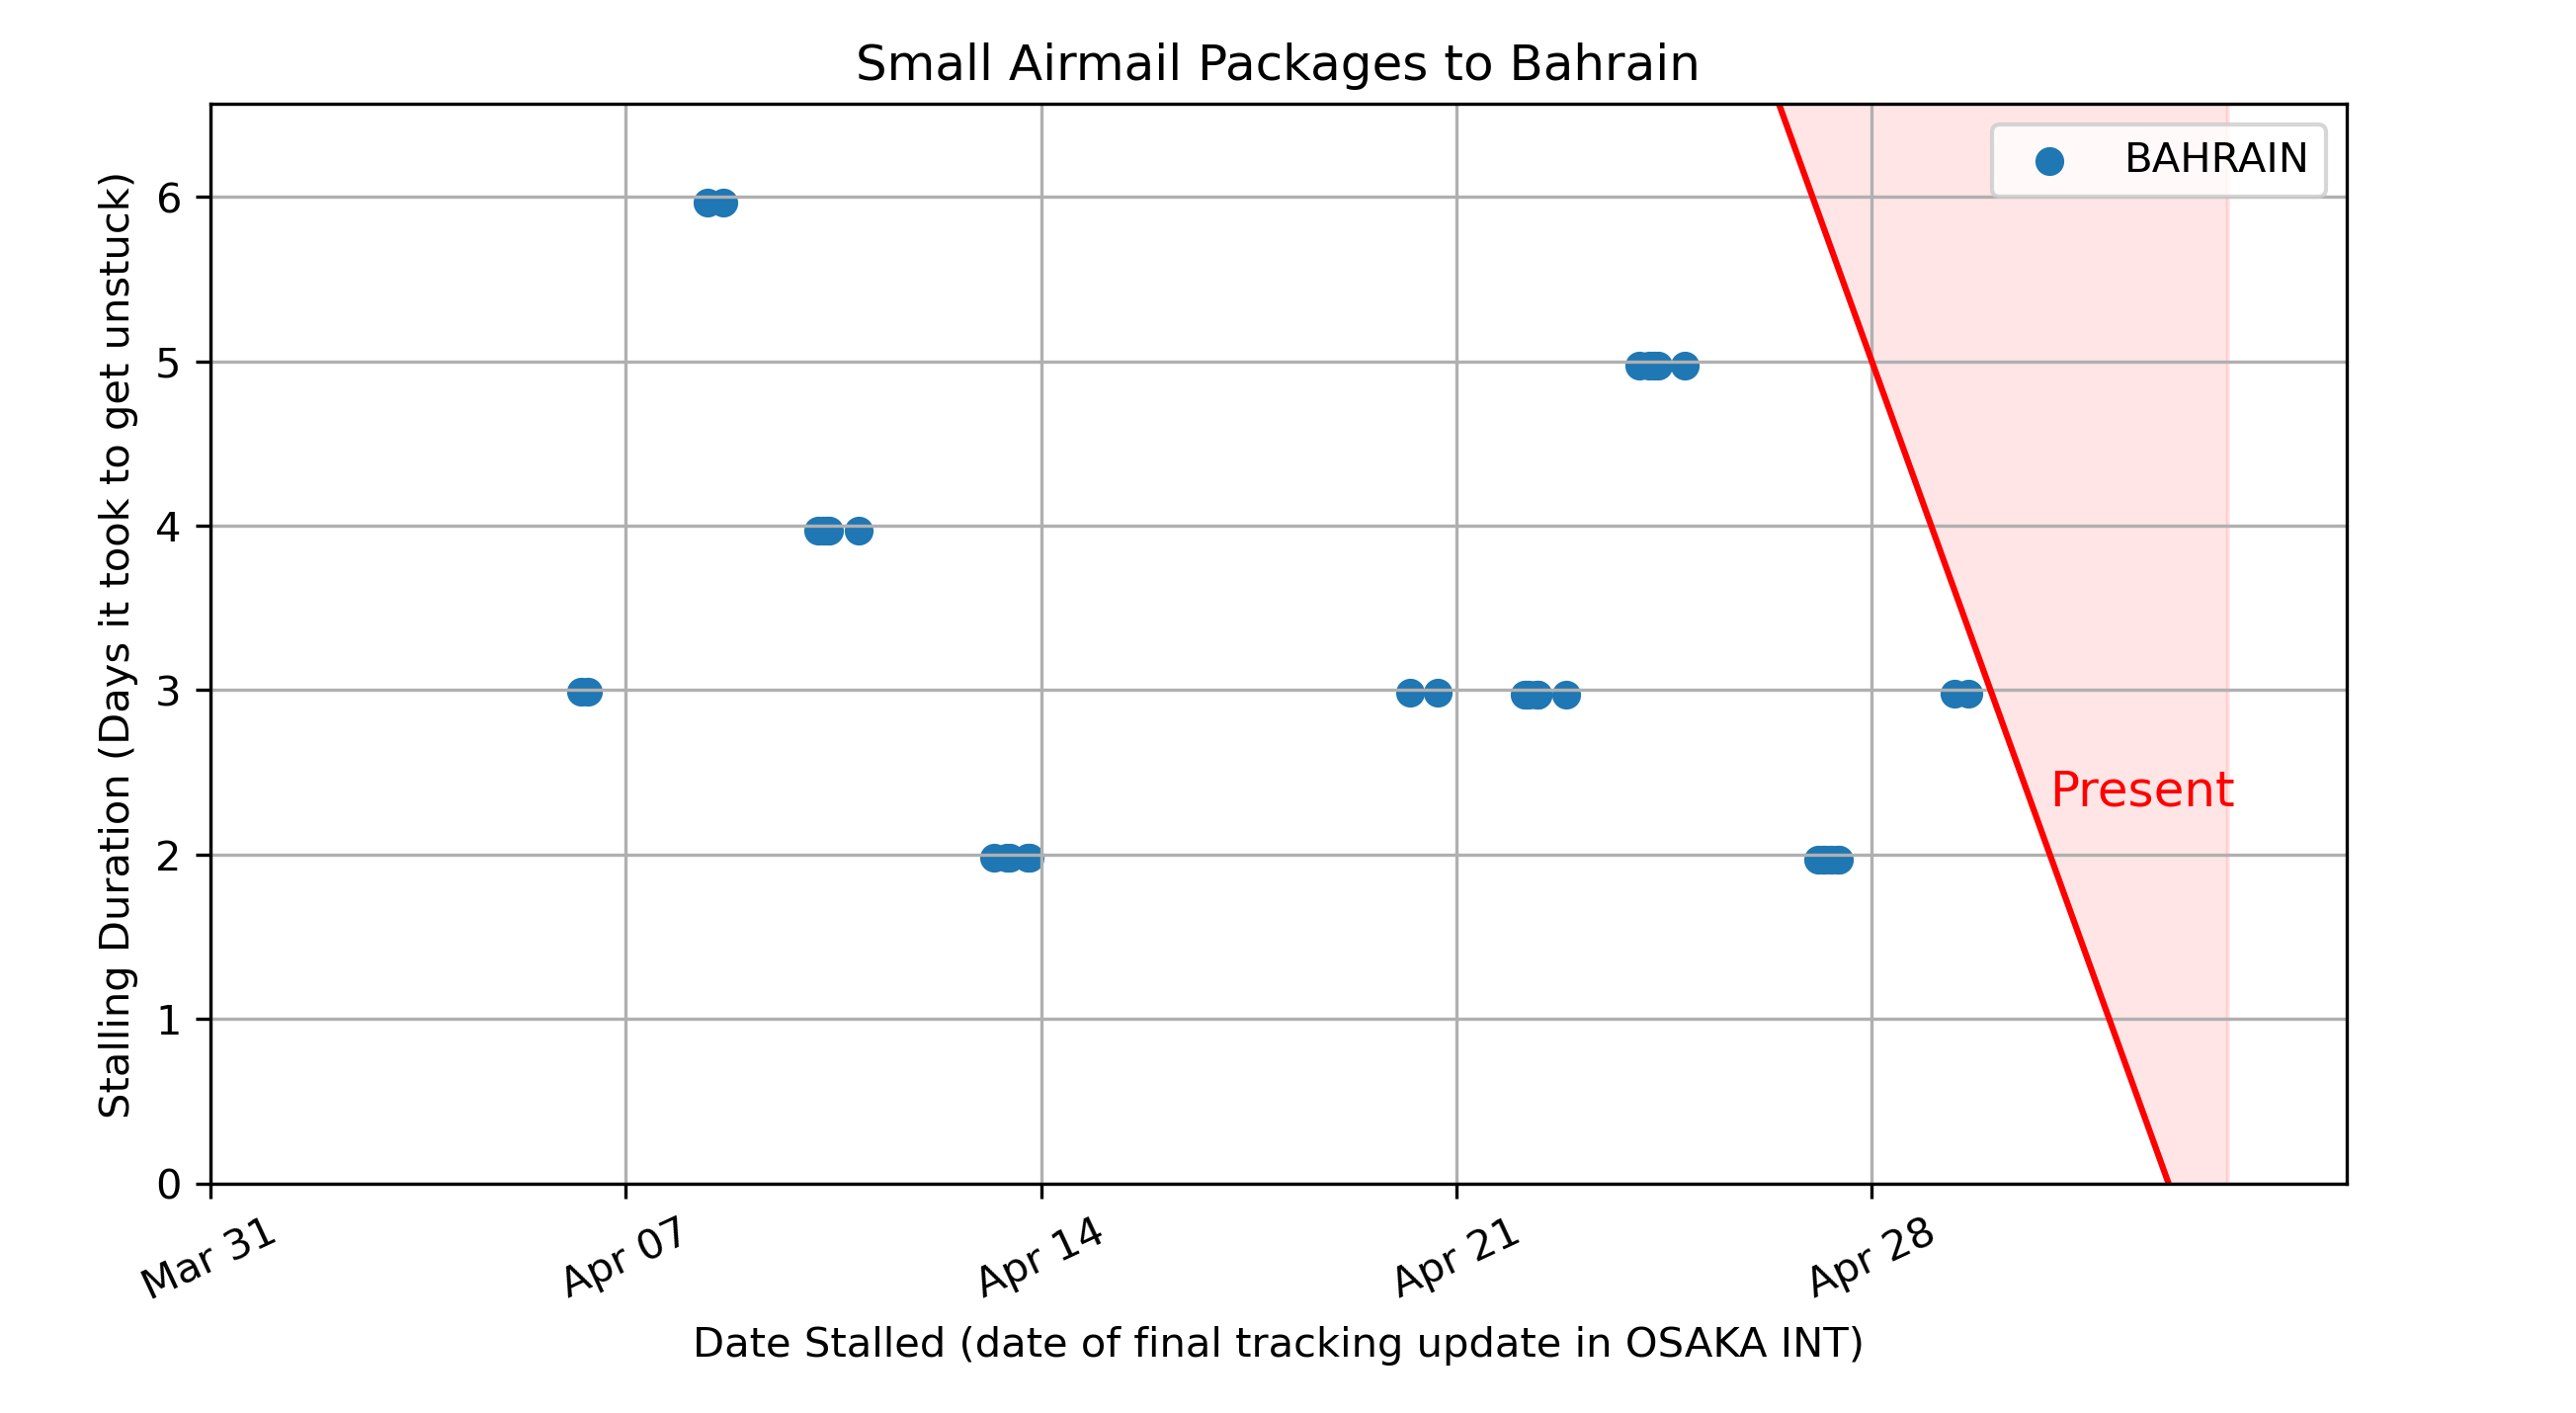 Small Airmail Packages to Bahrain
BAHRAIN
Stalling Duration (Days it took to get unstuck)
6
5
4
3
2
1
0
Present
Mar 31
Apr 07
Apr 14
Apr 21
Apr 28
Date Stalled (date of final tracking update in OSAKA INT)